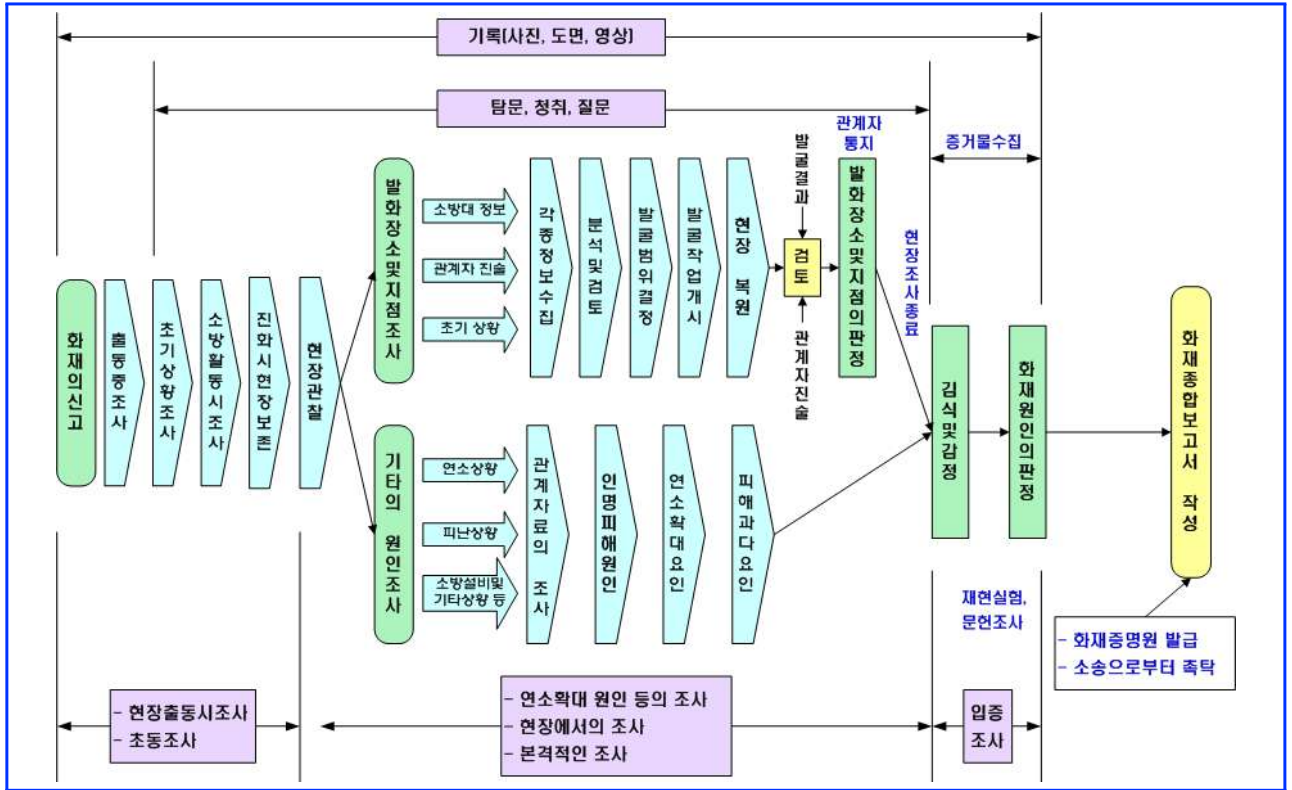 기록(사진, 도면, 영상)
탐문, 청취, 질문
관계자
통지
증거물수집
화재의신고
출동중조사
초기상황조사
소방활동시조사
진화시현장보존
현장관찰
발화장소및지점조사
소방대 정보
관계자 진술
초기 상황
각종정보수집
분석및검토
발굴범위결정
발굴작업개시
현장 복원
발굴결과
검토
관계자진술
발화장소및지점의판정
현장조사종료
기타의 원인조사
연소상황
피난상황
소방설비및
기타상황 등
관계자료의 조사
인명피해원인
연소확대요인
피해과다요인
김식및감정
화재원인의판정
화재종합보고서 작성
재현실험,
문헌조사
- 화재증명원 발급
- 소송으로부터 족탁
- 현장출동시조사
- 초동조사
- 연소확대 원인 등의 조사
- 현장에서의 조사
- 본격적인 조사
입증
조사